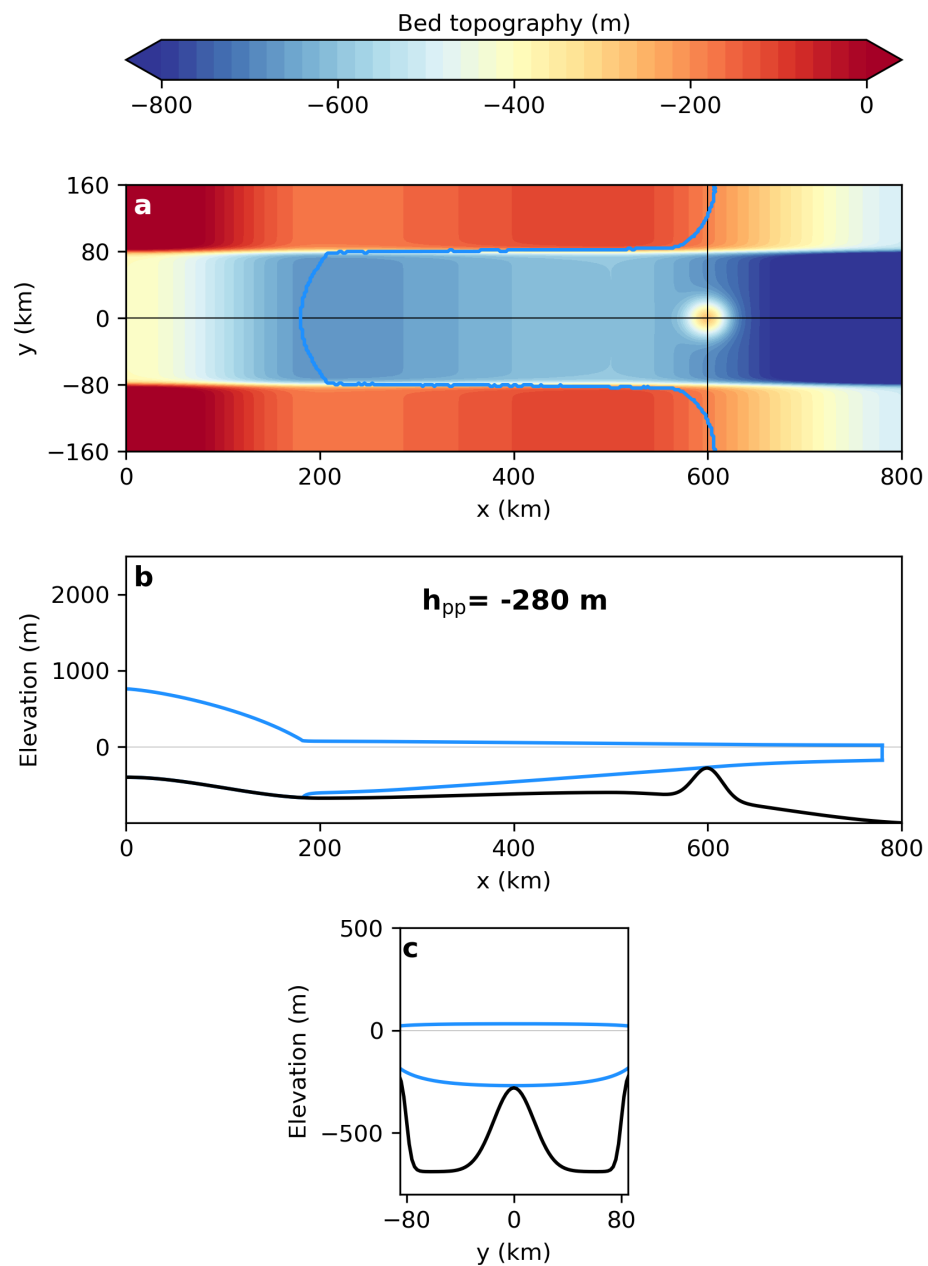 Bed topography (m)
−800 −600 −400 −200 0
160
a
80
0
−80
−160
y (km)
0 200 400 600 800
x (km)
b
h_pp= -280 m
2000
1000
0
Elevation (m)
0 200 400 600 800
x (km)
500
c
0
−500
Elevation (m)
−80 0 80
y (km)